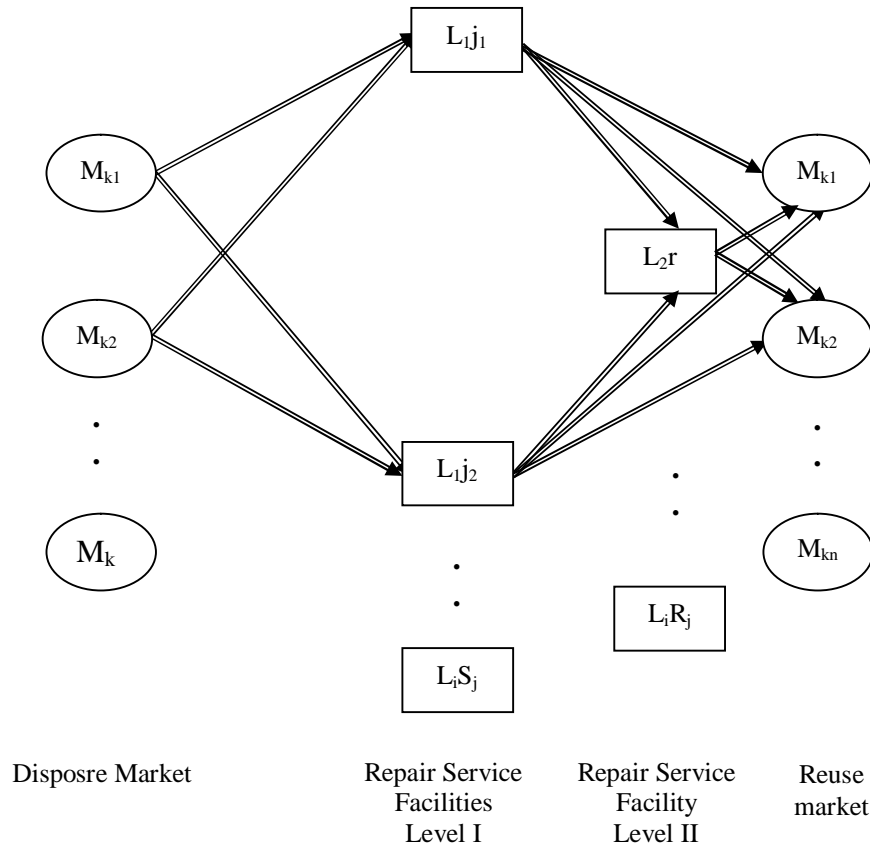 L₁j₁
Mₖ₁
Mₖ₁
L₂r
Mₖ₂
Mₖ₂
L₁j₂
Mₖ
Mₖₙ
LᵢRⱼ
LᵢSⱼ
Disposre Market
Repair Service
Facilities
Level I
Repair Service
Facility
Level II
Reuse
market